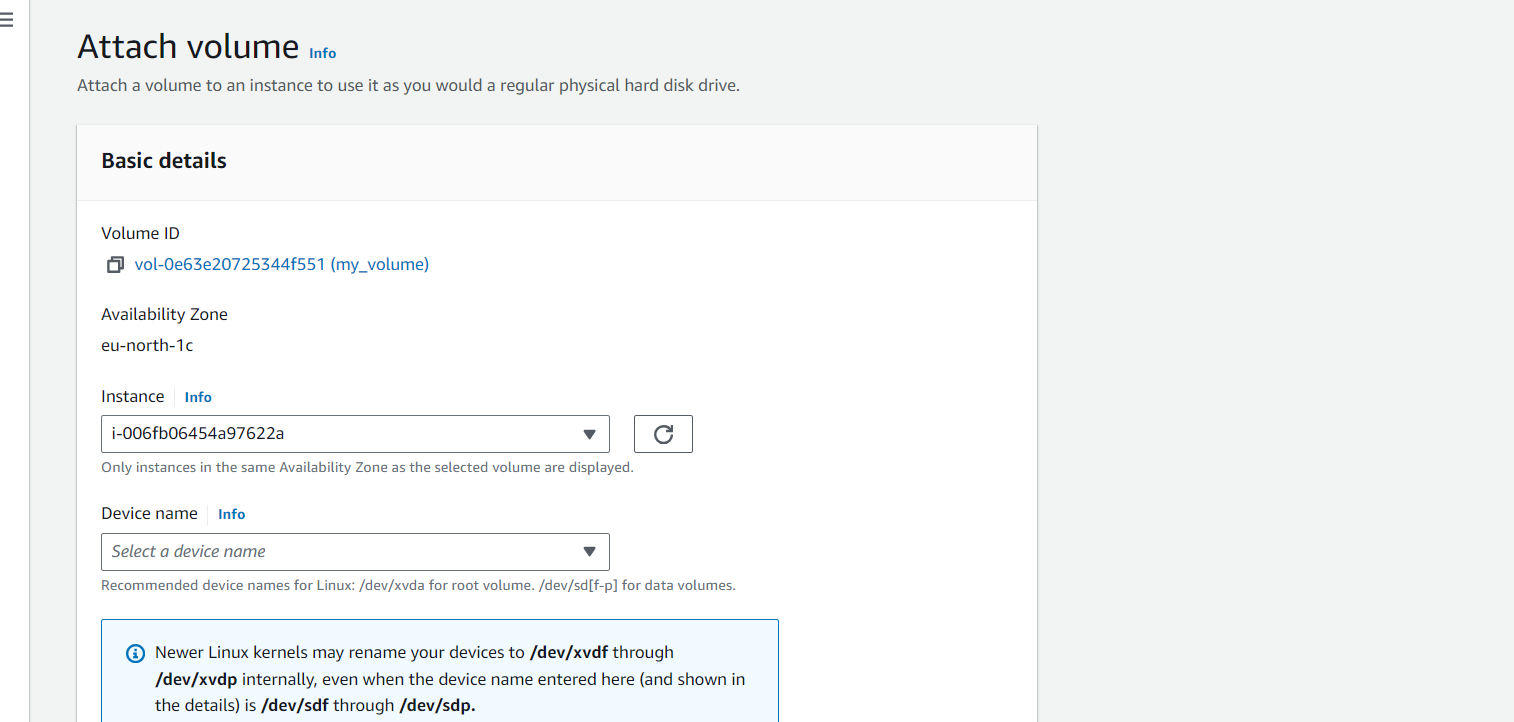 Attach volume Info
Attach a volume to an instance to use it as you would a regular physical hard disk drive.
Basic details
Volume ID
vol-0e63e20725344f551 (my_volume)
Availability Zone
eu-north-1c
Instance Info
i-006fb06454a97622a
Only instances in the same Availability Zone as the selected volume are displayed.
Device name Info
Select a device name
Recommended device names for Linux: /dev/xvda for root volume. /dev/sd[f-p] for data volumes.
Newer Linux kernels may rename your devices to /dev/xvdf through
/dev/xvdp internally, even when the device name entered here (and shown in
the details) is /dev/sdf through /dev/sdp.